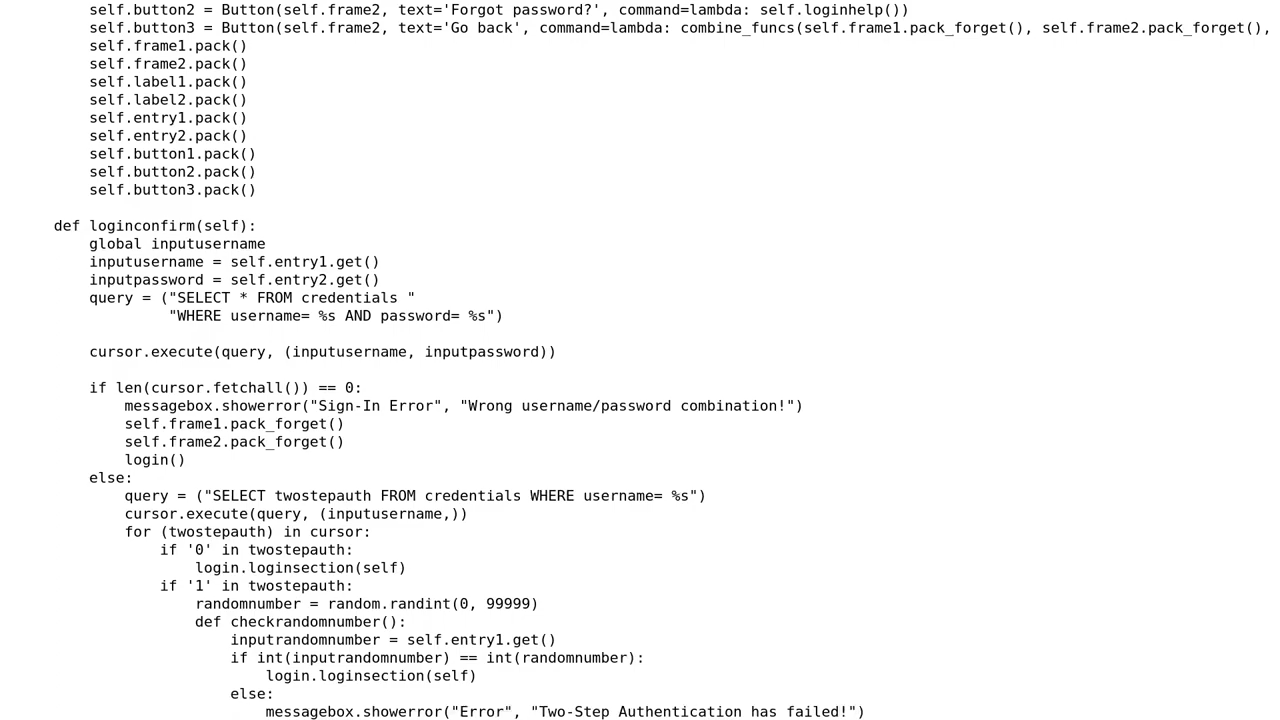 self.button2 = Button(self.frame2, text='Forgot password?', command=lambda: self.loginhelp())
self.button3 = Button(self.frame2, text='Go back', command=lambda: combine_funcs(self.frame1.pack_forget(), self.frame2.pack_forget(),
self.frame1.pack()
self.frame2.pack()
self.label1.pack()
self.label2.pack()
self.entry1.pack()
self.entry2.pack()
self.button1.pack()
self.button2.pack()
self.button3.pack()
def loginconfirm(self):
global inputusername
inputusername = self.entry1.get()
inputpassword = self.entry2.get()
query = ("SELECT * FROM credentials "
"WHERE username= %s AND password= %s")
cursor.execute(query, (inputusername, inputpassword))
if len(cursor.fetchall()) == 0:
messagebox.showerror("Sign-In Error", "Wrong username/password combination!")
self.frame1.pack_forget()
self.frame2.pack_forget()
login()
else:
query = ("SELECT twostepauth FROM credentials WHERE username= %s")
cursor.execute(query, (inputusername,))
for (twostepauth) in cursor:
if '0' in twostepauth:
login.loginsection(self)
if '1' in twostepauth:
randomnumber = random.randint(0, 99999)
def checkrandomnumber():
inputrandomnumber = self.entry1.get()
if int(inputrandomnumber) == int(randomnumber):
login.loginsection(self)
else:
messagebox.showerror("Error", "Two-Step Authentication has failed!")